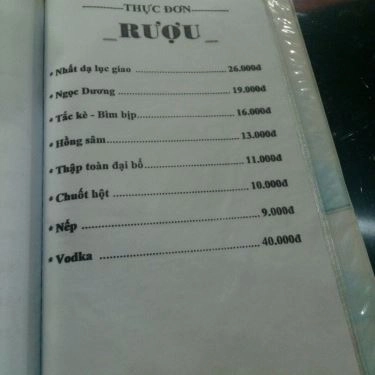 THỰC ĐƠN
RƯỢU
* Nhất dạ lục giao ........ 26.000đ
* Ngọc Dương ........ 19.000đ
* Tắc kè - Bìm bịp ........ 16.000đ
* Hồng sâm ........ 13.000đ
* Thập toàn đại bổ ........ 11.000đ
* Chuốt hột ........ 10.000đ
* Nếp ........ 9.000đ
* Vodka ........ 40.000đ